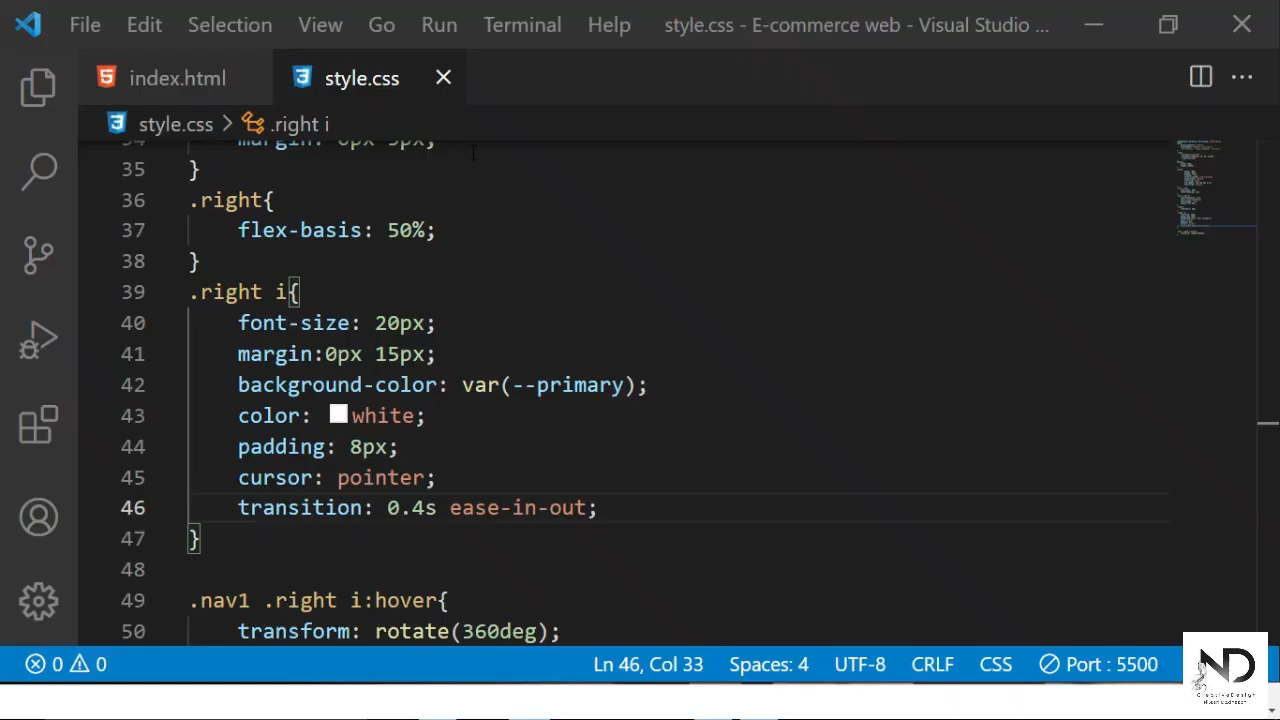 File Edit Selection View Go Run Terminal Help style.css - E-commerce web - Visual Studio ...
index.html style.css
style.css > .right i
34 margin: 0px 5px;
35 }
36 .right{
37 flex-basis: 50%;
38 }
39 .right i{
40 font-size: 20px;
41 margin:0px 15px;
42 background-color: var(--primary);
43 color: white;
44 padding: 8px;
45 cursor: pointer;
46 transition: 0.4s ease-in-out;
47 }
48
49 .nav1 .right i:hover{
50 transform: rotate(360deg);
0 0 Ln 46, Col 33 Spaces: 4 UTF-8 CRLF CSS Port : 5500
ND
CreativeDesign